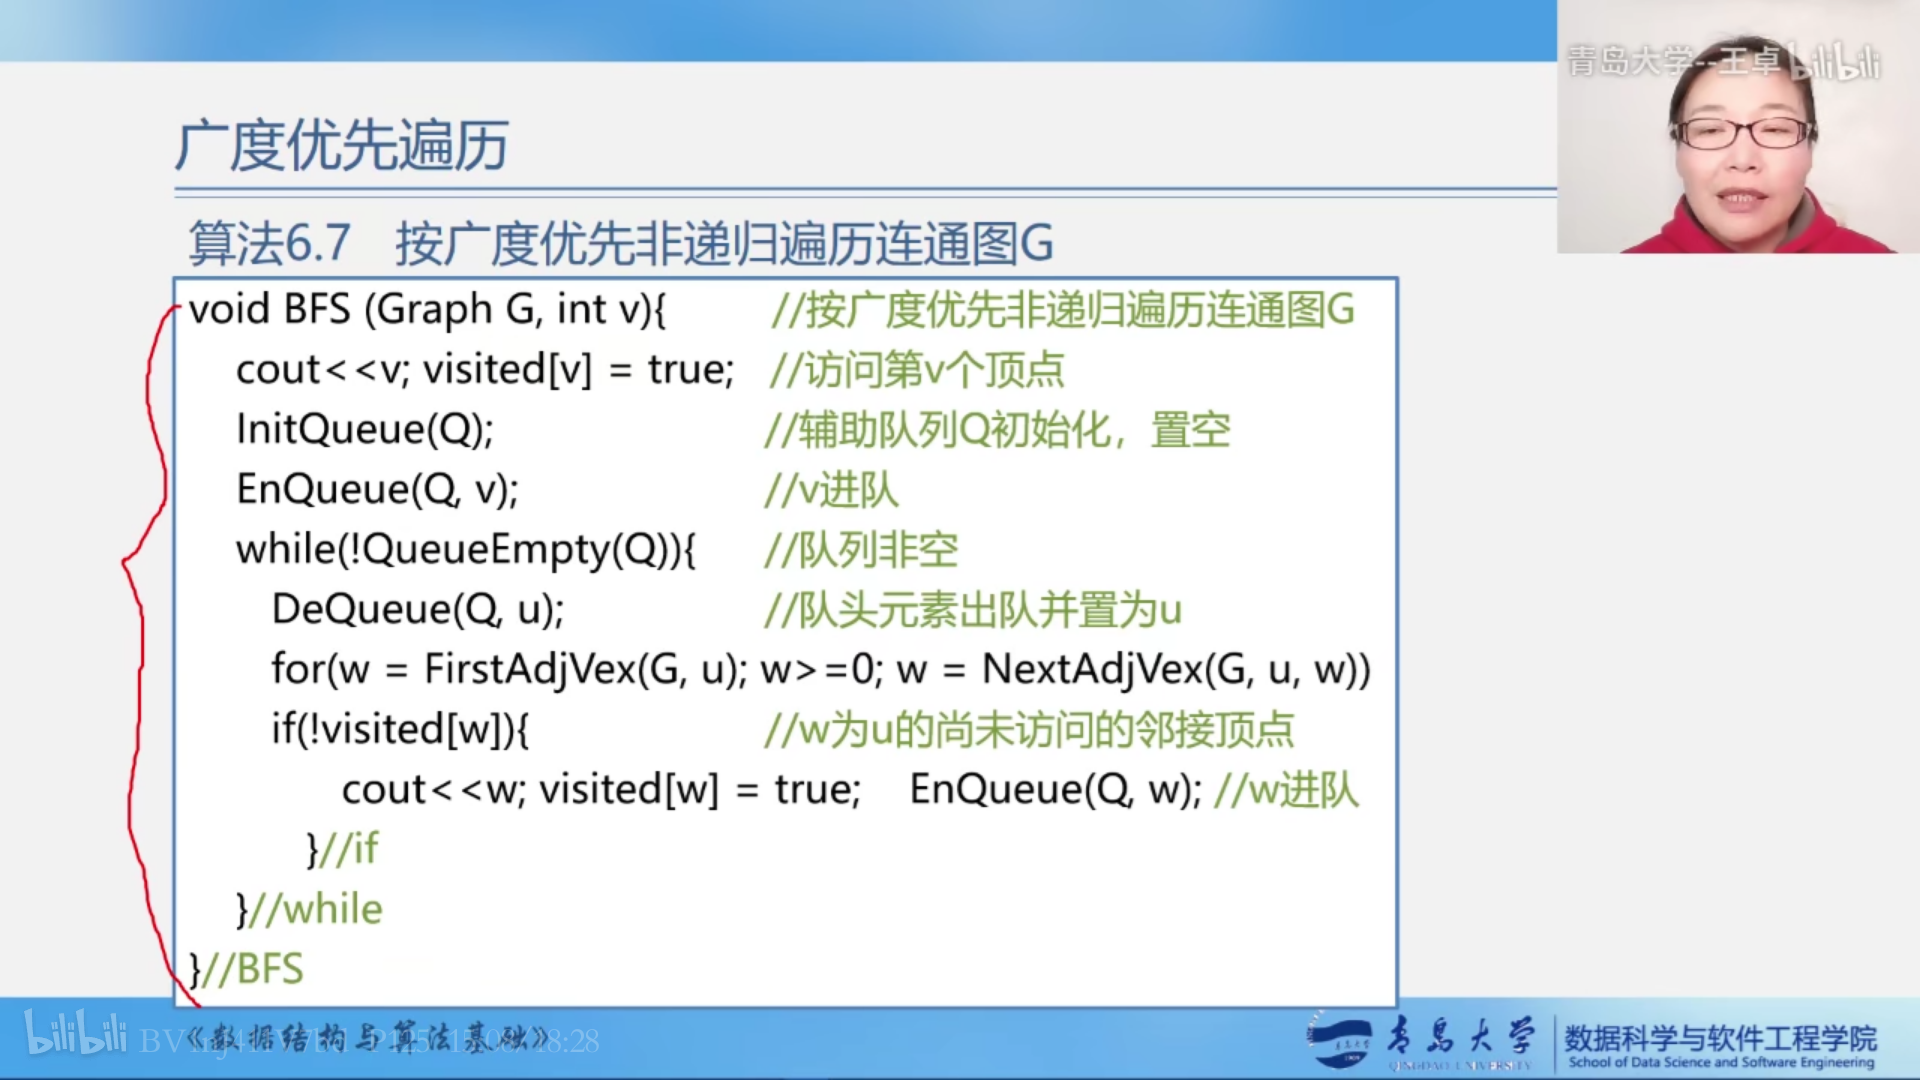 青岛大学--王卓 bilibili
广度优先遍历
算法6.7 按广度优先非递归遍历连通图G
void BFS (Graph G, int v){ //按广度优先非递归遍历连通图G
cout<<v; visited[v] = true; //访问第v个顶点
InitQueue(Q); //辅助队列Q初始化，置空
EnQueue(Q, v); //v进队
while(!QueueEmpty(Q)){ //队列非空
DeQueue(Q, u); //队头元素出队并置为u
for(w = FirstAdjVex(G, u); w>=0; w = NextAdjVex(G, u, w))
if(!visited[w]){ //w为u的尚未访问的邻接顶点
cout<<w; visited[w] = true; EnQueue(Q, w); //w进队
}//if
}//while
}//BFS
bilibili
《数据结构与算法基础》
青岛大学
QINGDAO UNIVERSITY
数据科学与软件工程学院
School of Data Science and Software Engineering